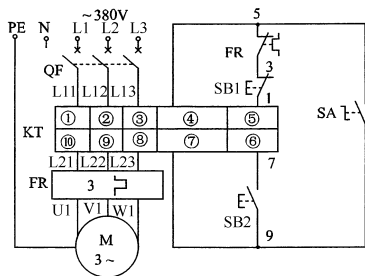 ~380V
PE N L1 L2 L3
5
QF
FR
3
L11 L12 L13
SB1
1
SA
KT
① ② ③ ④ ⑤
⑩ ⑨ ⑧ ⑦ ⑥
L21 L22 L23
7
FR 3
U1 V1 W1
SB2
M
3~
9